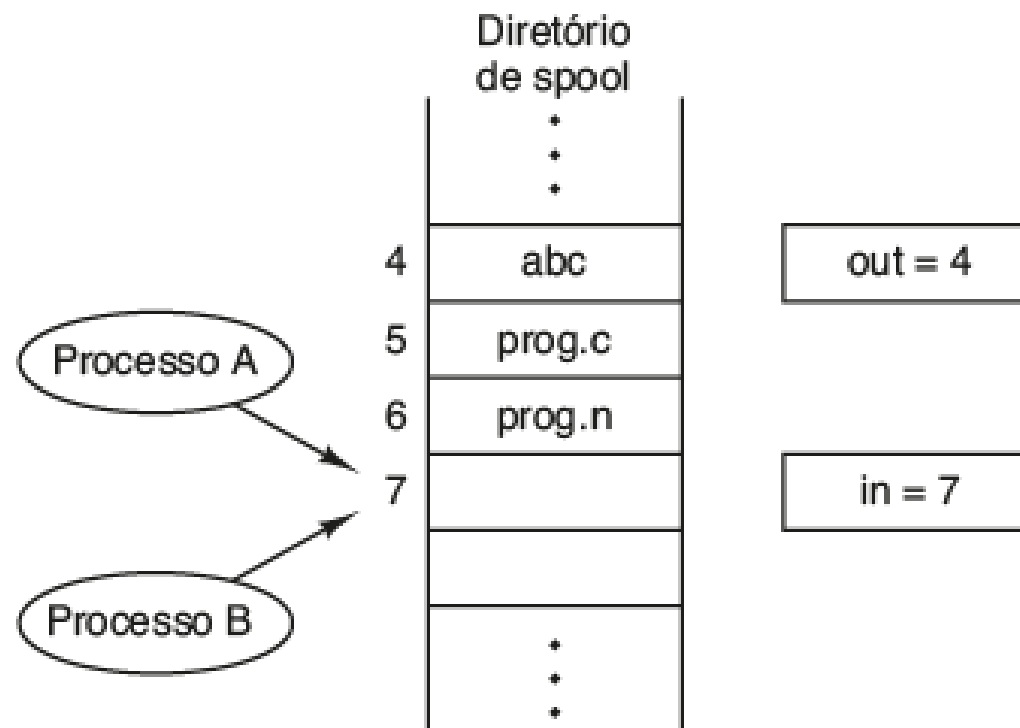 Diretório
de spool
4
abc
out = 4
5
prog.c
Processo A
6
prog.n
7
in = 7
Processo B